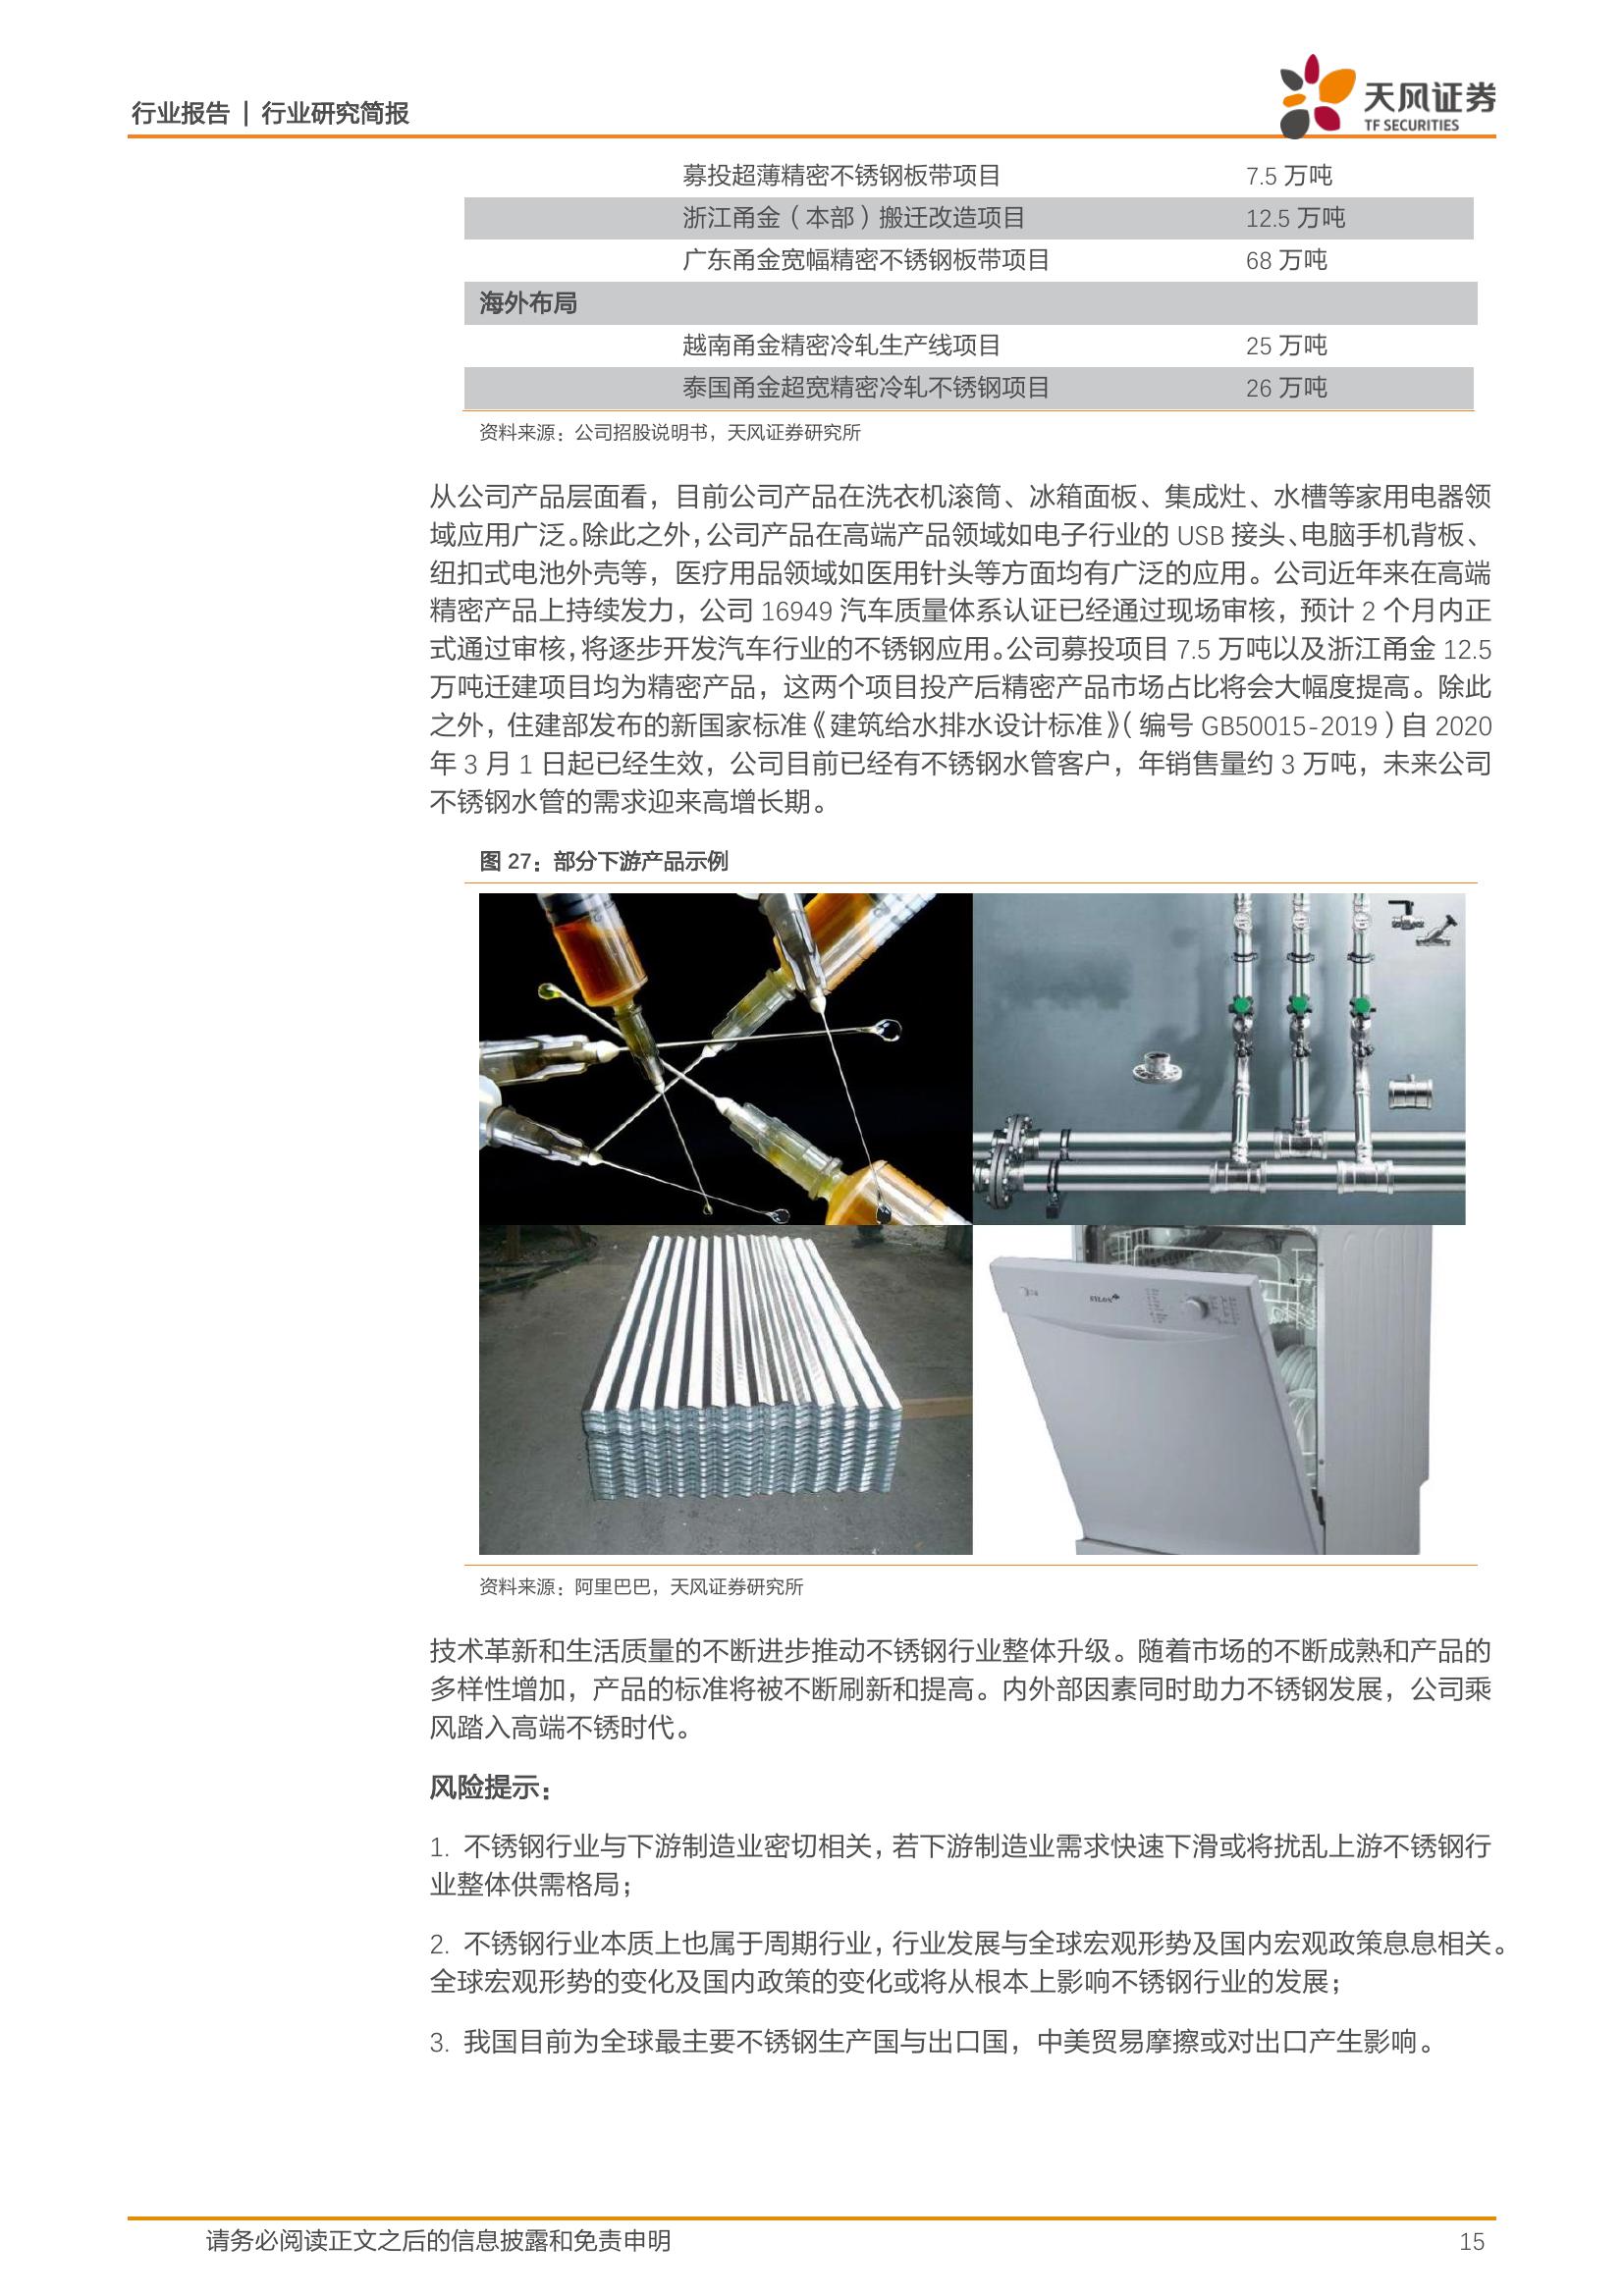 行业报告 | 行业研究简报
天风证券
TF SECURITIES
募投超薄精密不锈钢板带项目 7.5 万吨
浙江甬金（本部）搬迁改造项目 12.5 万吨
广东甬金宽幅精密不锈钢板带项目 68 万吨
海外布局
越南甬金精密冷轧生产线项目 25 万吨
泰国甬金超宽精密冷轧不锈钢项目 26 万吨
资料来源：公司招股说明书，天风证券研究所
从公司产品层面看，目前公司产品在洗衣机滚筒、冰箱面板、集成灶、水槽等家用电器领
域应用广泛。除此之外，公司产品在高端产品领域如电子行业的 USB 接头、电脑手机背板、
纽扣式电池外壳等，医疗用品领域如医用针头等方面均有广泛的应用。公司近年来在高端
精密产品上持续发力，公司 16949 汽车质量体系认证已经通过现场审核，预计 2 个月内正
式通过审核，将逐步开发汽车行业的不锈钢应用。公司募投项目 7.5 万吨以及浙江甬金 12.5
万吨迁建项目均为精密产品，这两个项目投产后精密产品市场占比将会大幅度提高。除此
之外，住建部发布的新国家标准《建筑给水排水设计标准》（编号 GB50015-2019）自 2020
年 3 月 1 日起已经生效，公司目前已经有不锈钢水管客户，年销售量约 3 万吨，未来公司
不锈钢水管的需求迎来高增长期。
图 27：部分下游产品示例
资料来源：阿里巴巴，天风证券研究所
技术革新和生活质量的不断进步推动不锈钢行业整体升级。随着市场的不断成熟和产品的
多样性增加，产品的标准将被不断刷新和提高。内外部因素同时助力不锈钢发展，公司乘
风踏入高端不锈时代。
风险提示：
1. 不锈钢行业与下游制造业密切相关，若下游制造业需求快速下滑或将扰乱上游不锈钢行
业整体供需格局；
2. 不锈钢行业本质上也属于周期行业，行业发展与全球宏观形势及国内宏观政策息息相关。
全球宏观形势的变化及国内政策的变化或将从根本上影响不锈钢行业的发展；
3. 我国目前为全球最主要不锈钢生产国与出口国，中美贸易摩擦或对出口产生影响。
请务必阅读正文之后的信息披露和免责申明 15